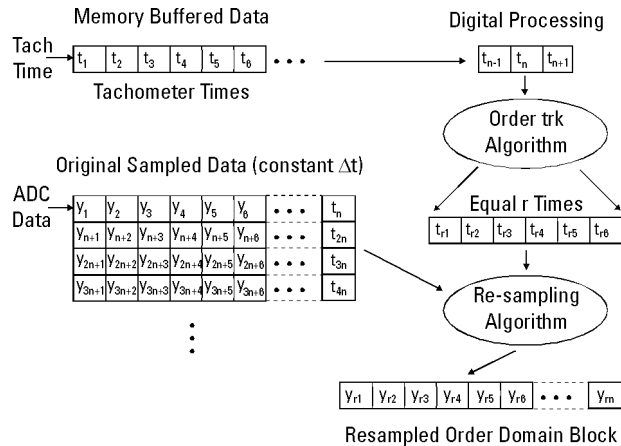 Memory Buffered Data
Digital Processing
Tach Time
t1 t2 t3 t4 t5 t6 • • •
tn-1 tn tn+1
Tachometer Times
Order trk Algorithm
Original Sampled Data (constant Δt)
ADC Data
y1 y2 y3 y4 y5 y6 • • • tn
yn+1 yn+2 yn+3 yn+4 yn+5 yn+6 • • • t2n
y2n+1 y2n+2 y2n+3 y2n+4 y2n+5 y2n+6 • • • t3n
y3n+1 y3n+2 y3n+3 y3n+4 y3n+5 y3n+6 • • • t4n
Equal r Times
tr1 tr2 tr3 tr4 tr5 tr6
Re-sampling Algorithm
yr1 yr2 yr3 yr4 yr5 yr6 • • • yrn
Resampled Order Domain Block